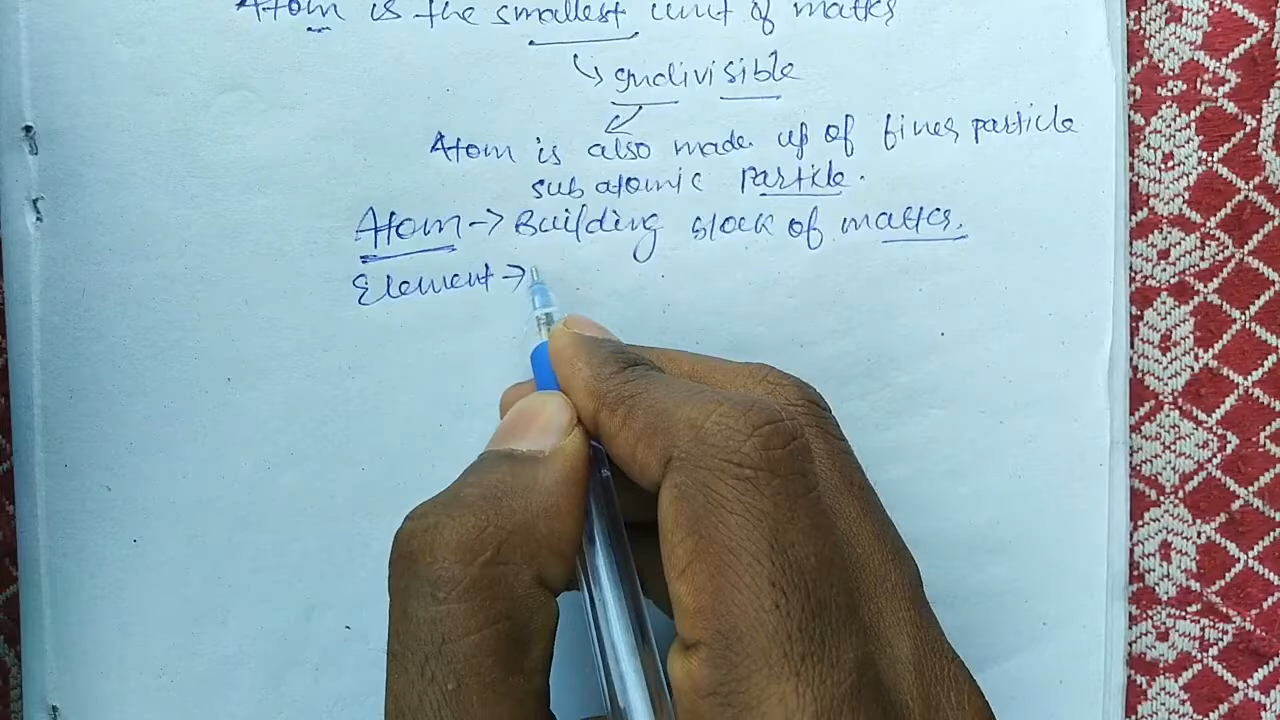 Atom is the smallest unit of matter
↳ indivisible
Atom is also made up of finer particle
sub atomic particle.
Atom → Building block of matter.
Element →